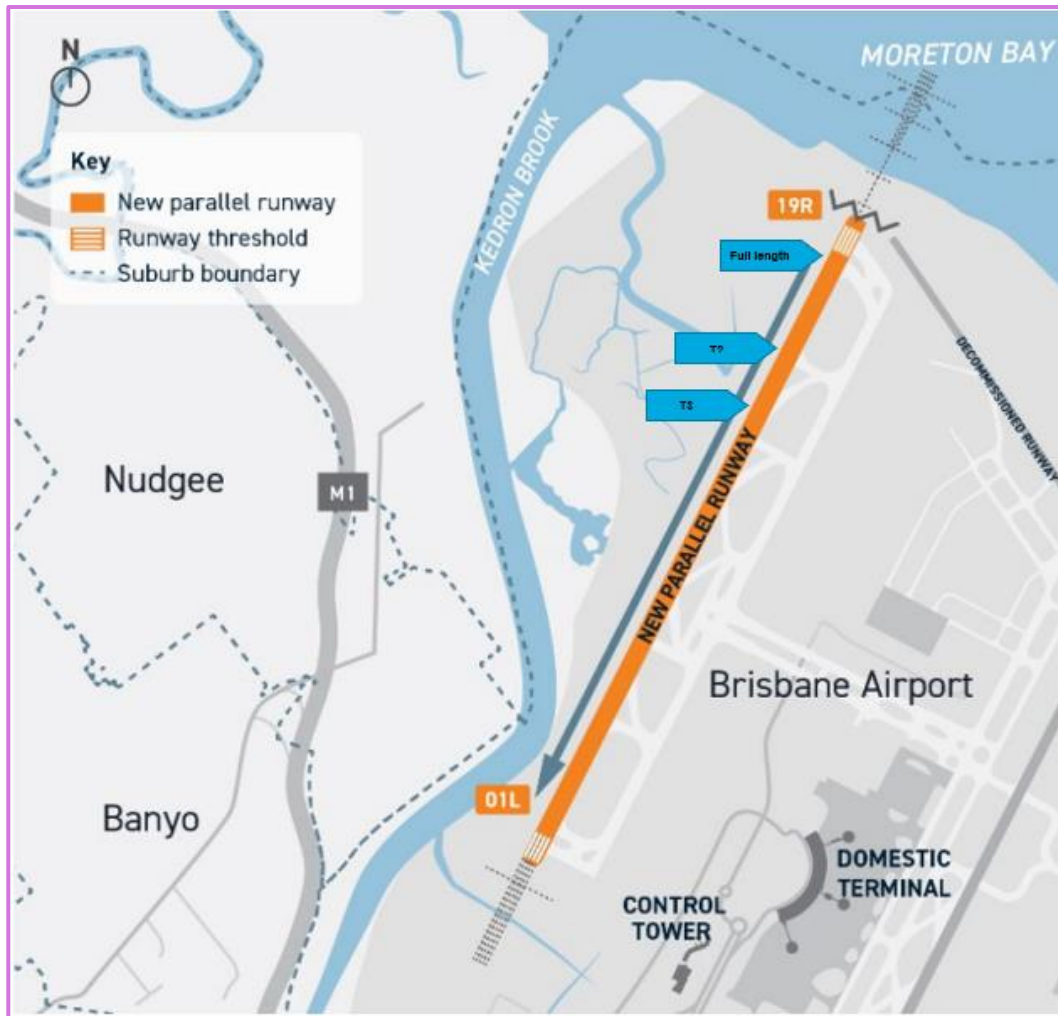 N
MORETON BAY
Key
New parallel runway
Runway threshold
Suburb boundary
KEDRON BROOK
19R
Full length
T?
T3
DECOMMISSIONED RUNWAY
NEW PARALLEL RUNWAY
Nudgee
M1
Brisbane Airport
01L
Banyo
DOMESTIC
TERMINAL
CONTROL
TOWER